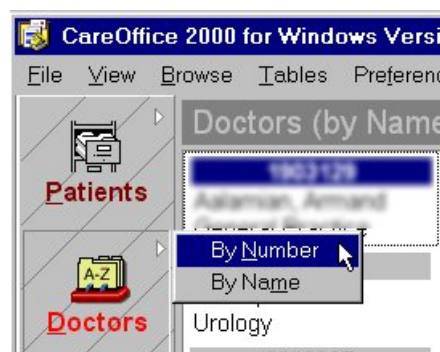 CareOffice 2000 for Windows Versi
File View Browse Tables Preferenc
Doctors (by Name
Patients
By Number
By Name
A-Z
Doctors
Urology